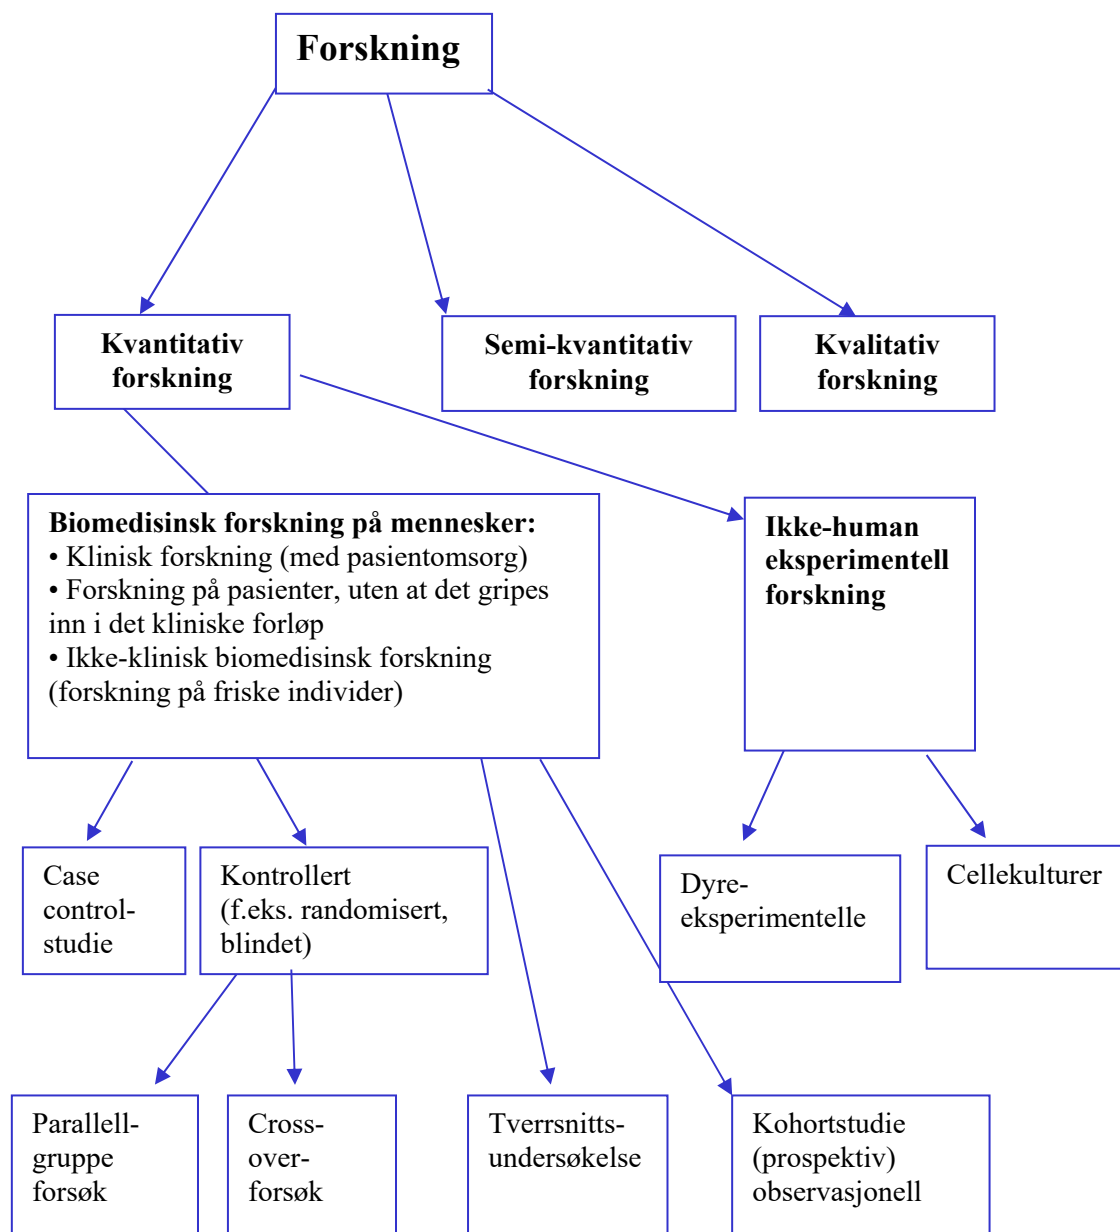 Forskning
Kvantitativ
forskning
Semi-kvantitativ
forskning
Kvalitativ
forskning
Biomedisinsk forskning på mennesker:
• Klinisk forskning (med pasientomsorg)
• Forskning på pasienter, uten at det gripes
inn i det kliniske forløp
• Ikke-klinisk biomedisinsk forskning
(forskning på friske individer)
Ikke-human
eksperimentell
forskning
Case
control-
studie
Kontrollert
(f.eks. randomisert,
blindet)
Dyre-
eksperimentelle
Cellekulturer
Parallell-
gruppe
forsøk
Cross-
over-
forsøk
Tverrsnitts-
undersøkelse
Kohortstudie
(prospektiv)
observasjonell